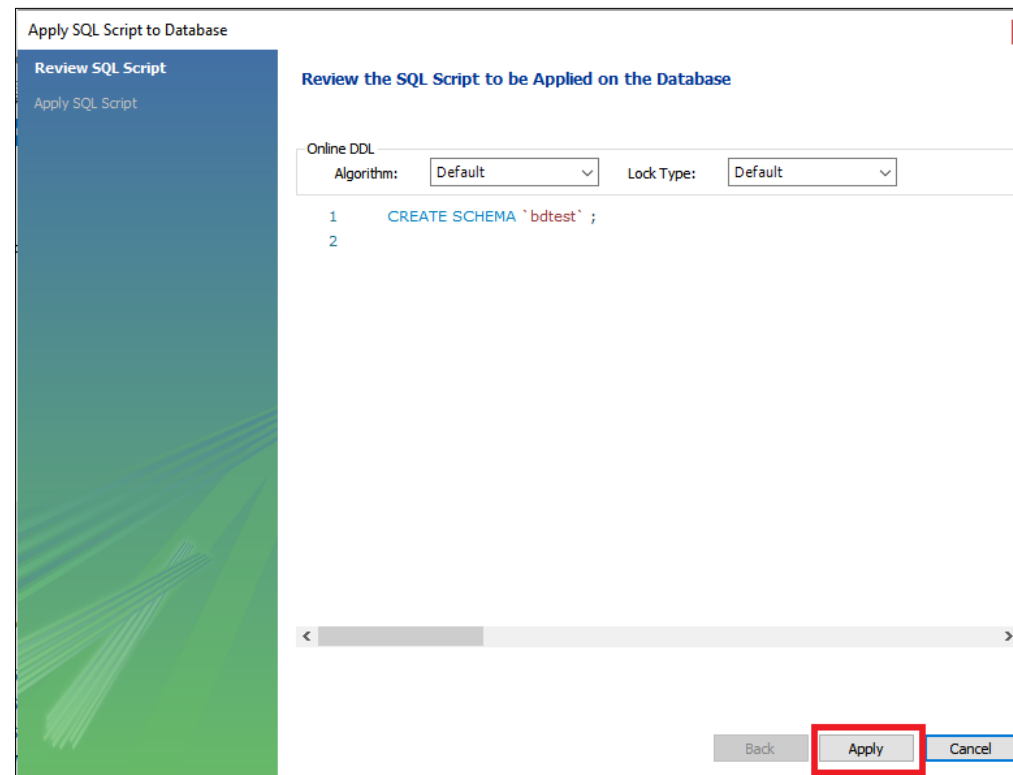 Apply SQL Script to Database
Review SQL Script
Apply SQL Script
Review the SQL Script to be Applied on the Database
Online DDL
Algorithm: Default Lock Type: Default
1 CREATE SCHEMA `bdtest` ;
2
Back Apply Cancel